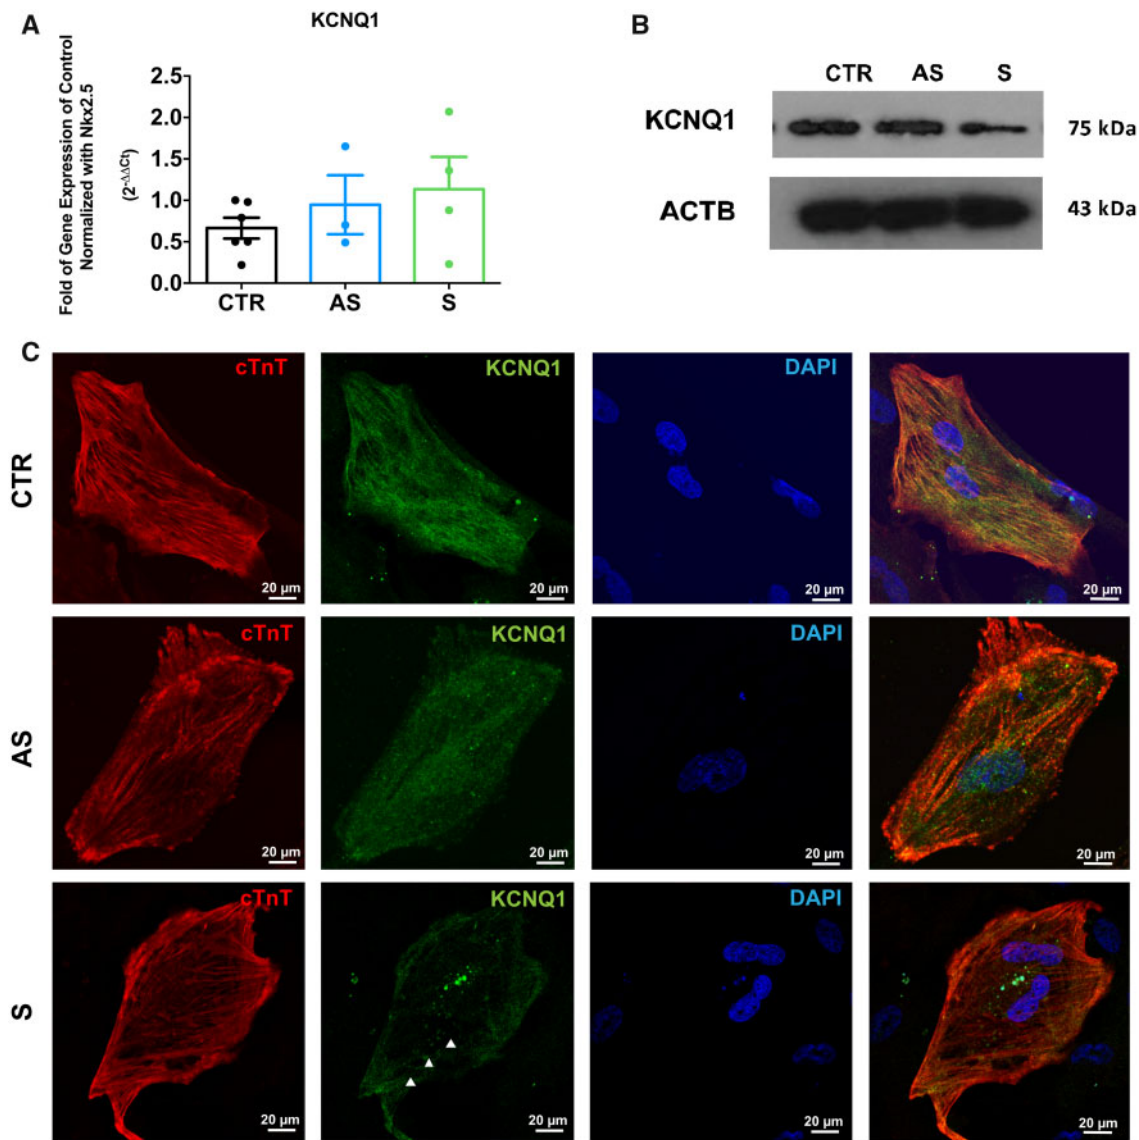 A
KCNQ1
Fold of Gene Expression of Control
Normalized with Nkx2.5
(2-ΔΔCt)
2.5
2.0
1.5
1.0
0.5
0.0
CTR AS S
B
CTR AS S
KCNQ1 75 kDa
ACTB 43 kDa
C
cTnT KCNQ1 DAPI
CTR
20 µm 20 µm 20 µm 20 µm
cTnT KCNQ1 DAPI
AS
20 µm 20 µm 20 µm 20 µm
cTnT KCNQ1 DAPI
S
20 µm 20 µm 20 µm 20 µm